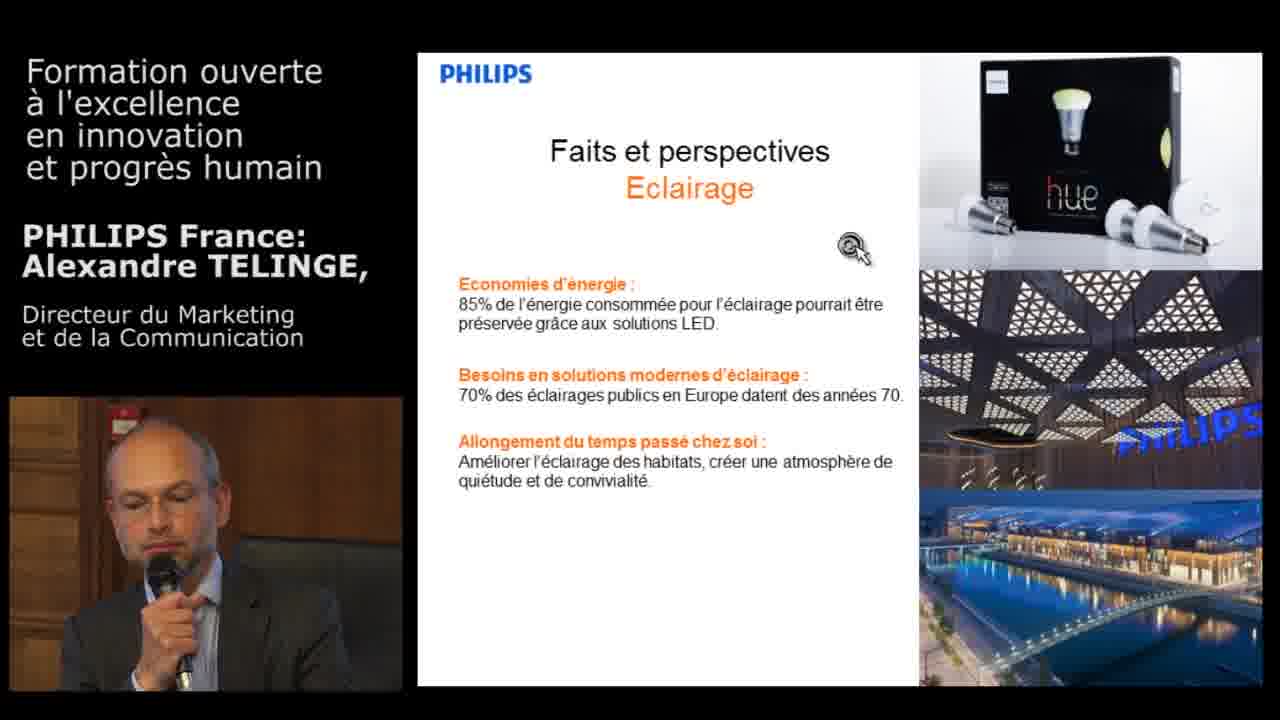 Formation ouverte
à l'excellence
en innovation
et progrès humain
PHILIPS France:
Alexandre TELINGE,
Directeur du Marketing
et de la Communication
PHILIPS
Faits et perspectives
Eclairage
Economies d'énergie :
85% de l'énergie consommée pour l'éclairage pourrait être
préservée grâce aux solutions LED.
Besoins en solutions modernes d'éclairage :
70% des éclairages publics en Europe datent des années 70.
Allongement du temps passé chez soi :
Améliorer l'éclairage des habitats, créer une atmosphère de
quiétude et de convivialité.
hue
PHILIPS